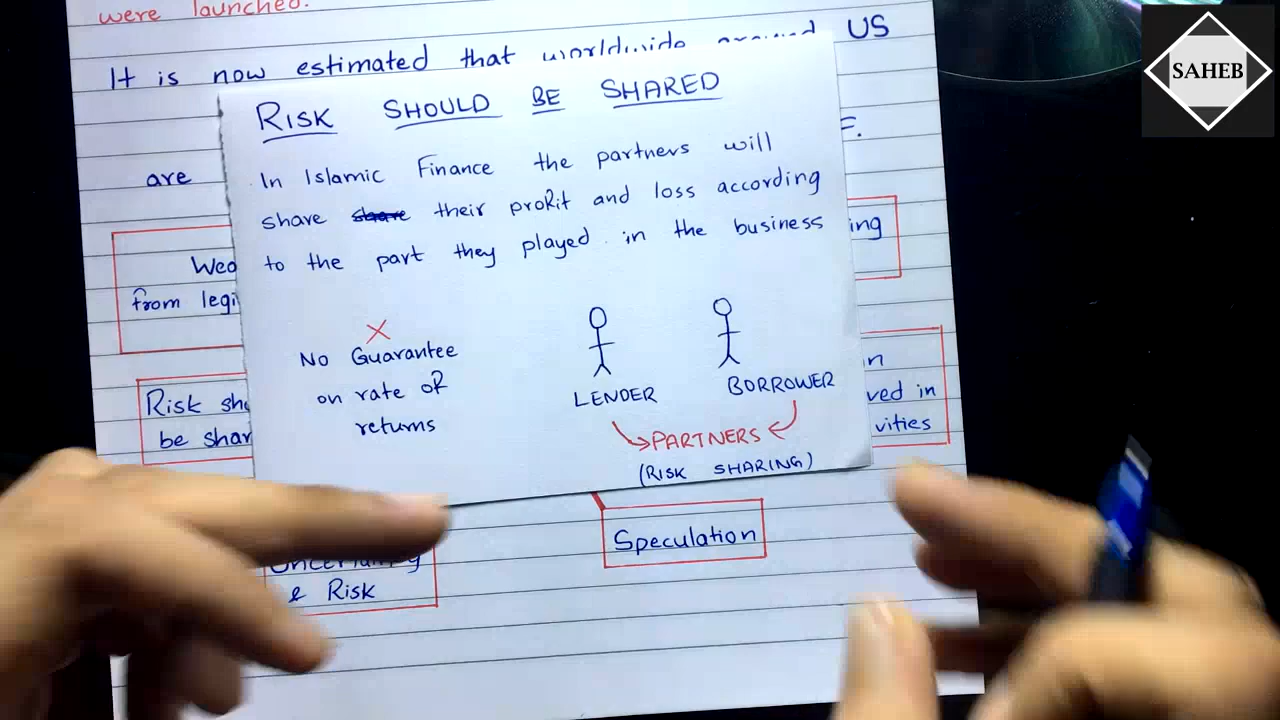 were launched.
It is now estimated that worldwide around US
SAHEB
RISK SHOULD BE SHARED
F.
are
In Islamic Finance the partners will
share share their profit and loss according
to the part they played in the business
ing
Wea
from legi
No Guarantee
on rate of
returns
LENDER
BORROWER
PARTNERS
(RISK SHARING)
Risk sho
be shar
in
ved in
vities
Speculation
Uncertainty
& Risk